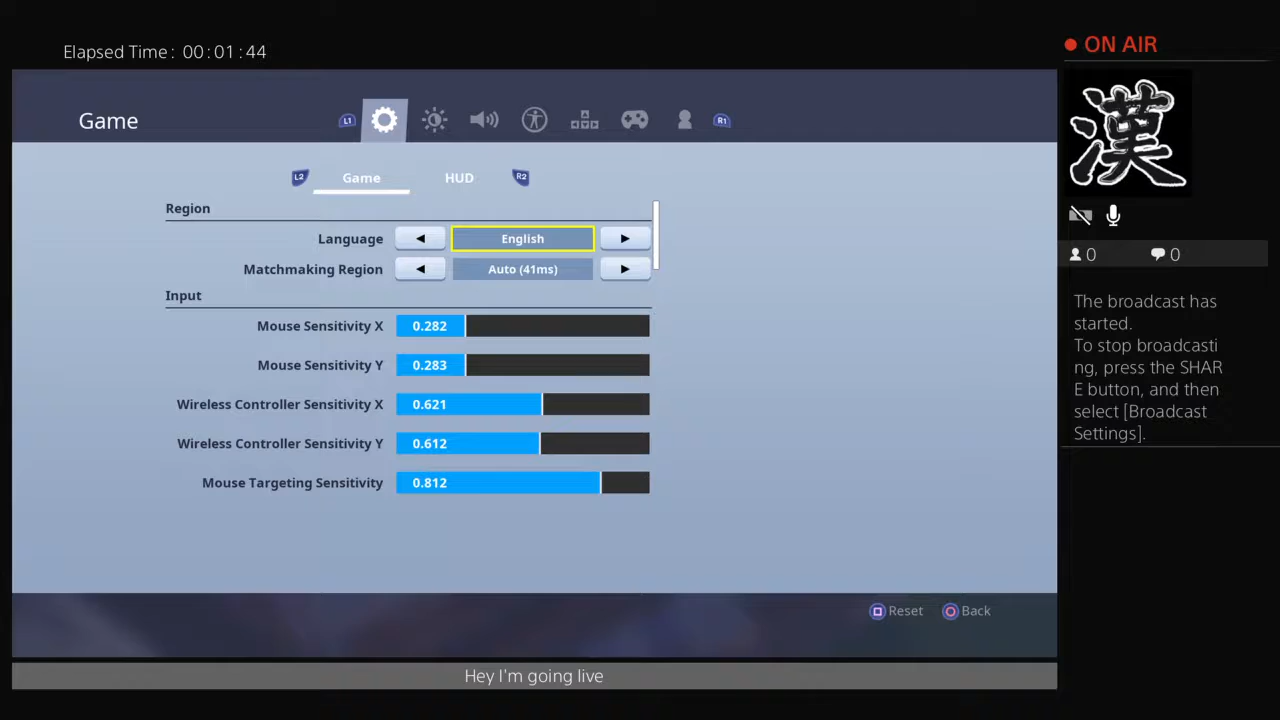 Elapsed Time: 00:01:44
ON AIR
Game
L1
R1
漢
L2
Game
HUD
R2
Region
Language
English
Matchmaking Region
Auto (41ms)
Input
Mouse Sensitivity X
0.282
Mouse Sensitivity Y
0.283
Wireless Controller Sensitivity X
0.621
Wireless Controller Sensitivity Y
0.612
Mouse Targeting Sensitivity
0.812
Reset
Back
Hey I'm going live
0
0
The broadcast has
started.
To stop broadcasti
ng, press the SHAR
E button, and then
select [Broadcast
Settings].